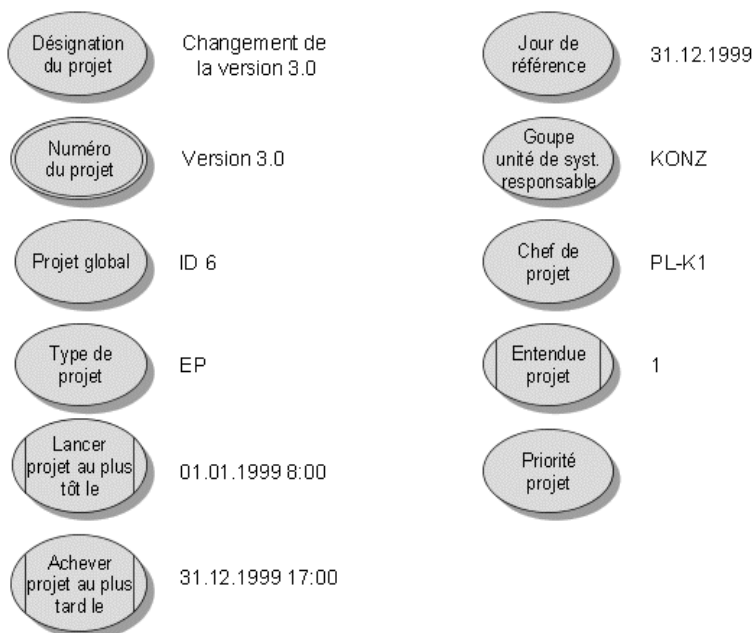 Désignation
du projet
Changement de
la version 3.0
Numéro
du projet
Version 3.0
Projet global
ID 6
Type de
projet
EP
Lancer
projet au plus
tôt le
01.01.1999 8:00
Achever
projet au plus
tard le
31.12.1999 17:00
Jour de
référence
31.12.1999
Goupe
unité de syst.
responsable
KONZ
Chef de
projet
PL-K1
Entendue
projet
1
Priorité
projet